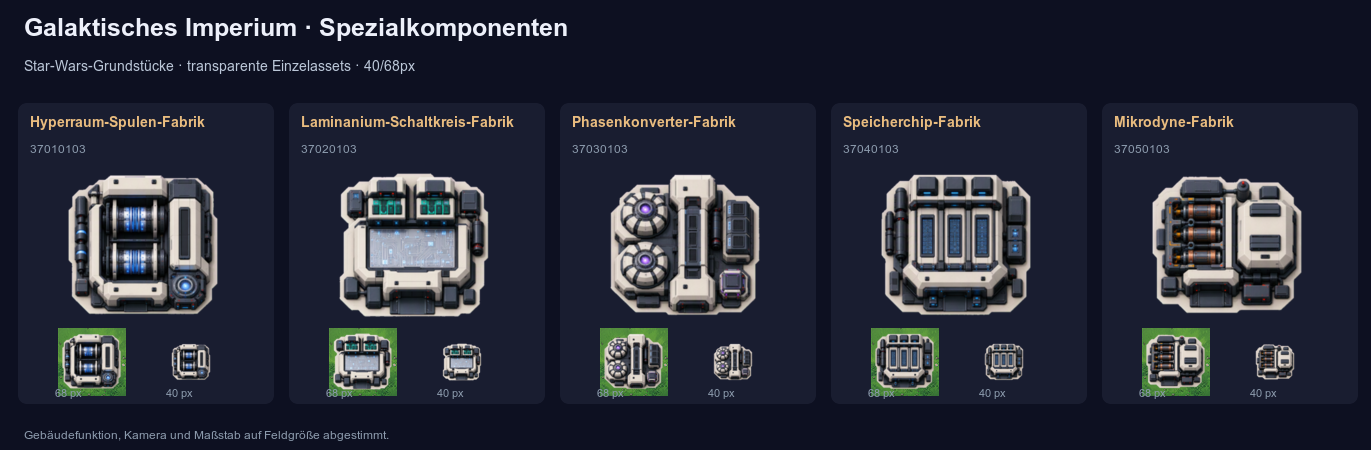 Galaktisches Imperium · Spezialkomponenten
Star-Wars-Grundstücke · transparente Einzelassets · 40/68px
Hyperraum-Spulen-Fabrik
37010103
68 px
40 px
Laminanium-Schaltkreis-Fabrik
37020103
68 px
40 px
Phasenkonverter-Fabrik
37030103
68 px
40 px
Speicherchip-Fabrik
37040103
68 px
40 px
Mikrodyne-Fabrik
37050103
68 px
40 px
Gebäudefunktion, Kamera und Maßstab auf Feldgröße abgestimmt.